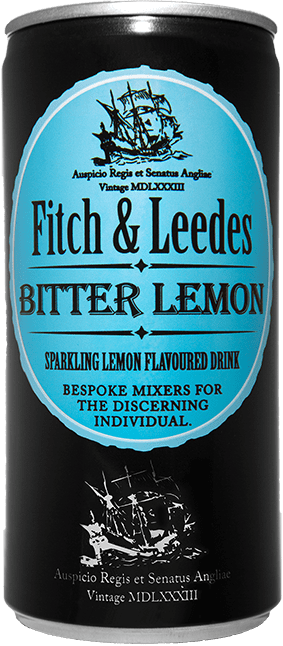 Auspicio Regis et Senatus Angliae
Vintage MDLXXXIII
Fitch & Leedes
BITTER LEMON
SPARKLING LEMON FLAVOURED DRINK
BESPOKE MIXERS FOR
THE DISCERNING
INDIVIDUAL.
Auspicio Regis et Senatus Angliae
Vintage MDLXXXIII